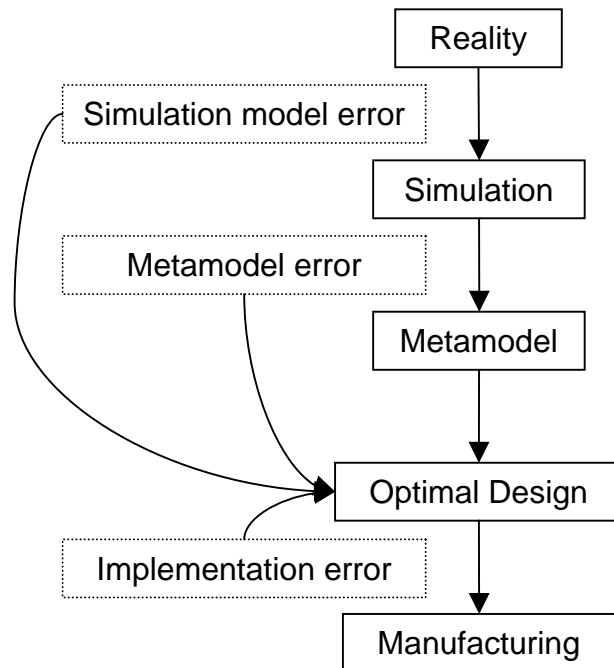 Reality
Simulation model error
Simulation
Metamodel error
Metamodel
Optimal Design
Implementation error
Manufacturing